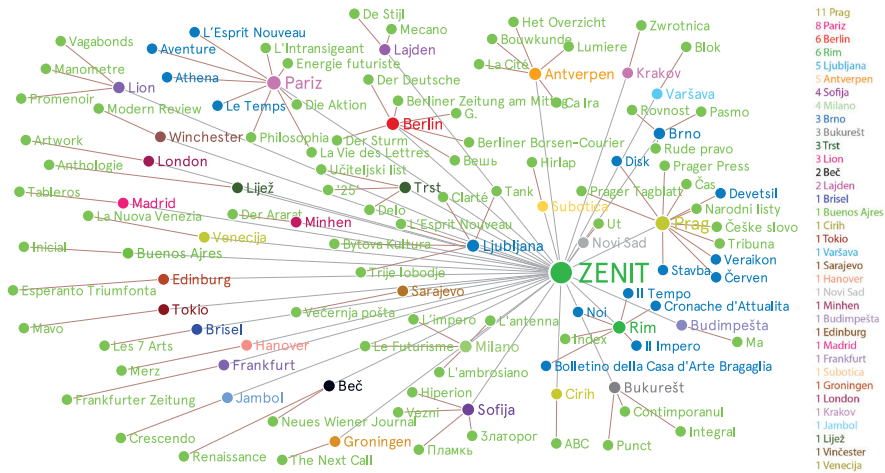 De Stijl
Het Overzicht
Zwrotnica
L'Esprit Nouveau
Mecano
Bouwkunde
Vagabonds
Aventure
L'Intransigeant
Lajden
Lumiere
Blok
Energie futuriste
La Cité
Manometre
Athena
Pariz
Der Deutsche
Antverpen
Krakov
Lion
Varšava
Promenoir
Le Temps
Die Aktion
Berliner Zeitung am Mittag
Ca Ira
Rovnost
Pasmo
Modern Review
G.
Winchester
Philosophia
Der Sturm
Berlin
Brno
Artwork
La Vie des Lettres
Berliner Borsen-Courier
Rude pravo
London
Вешь
Hirlap
Disk
Anthologie
Učiteljski list
Prager Press
Tableros
Lijež
'25'
Trst
Tank
Prager Tagblatt
Čas
Devetsil
Madrid
Clarté
Subotica
Narodni listy
La Nuova Venezia
Der Ararat
Delo
L'Esprit Nouveau
Ut
Prag
Češke slovo
Minhen
Venecija
Novi Sad
Tribuna
Inicial
Buenos Ajres
Bytova Kultura
Ljubljana
Veraikon
Trije lobodje
ZENIT
Stavba
Červen
Esperanto Triumfonta
Edinburg
Sarajevo
Il Tempo
Tokio
Večernja pošta
Noi
Cronache d'Attualita
Mavo
Brisel
L'impero
L'antenna
Rim
Budimpešta
Les 7 Arts
Hanover
Le Futurisme
Milano
Index
Il Impero
Ma
Merz
Frankfurt
L'ambrosiano
Bolletino della Casa d'Arte Bragaglia
Frankfurter Zeitung
Jambol
Beč
Hiperion
Cirih
Bukurešt
Vezni
Sofija
Contimporanul
Crescendo
Neues Wiener Journal
Златорог
Integral
Renaissance
Groningen
Пламкь
ABC
Punct
The Next Call
11 Prag
8 Pariz
6 Berlin
6 Rim
5 Ljubljana
5 Antverpen
4 Sofija
4 Milano
3 Brno
3 Bukurešt
3 Trst
3 Lion
2 Beč
2 Lajden
1 Brisel
1 Buenos Ajres
1 Cirih
1 Tokio
1 Varšava
1 Sarajevo
1 Hanover
1 Novi Sad
1 Minhen
1 Budimpešta
1 Edinburg
1 Madrid
1 Frankfurt
1 Subotica
1 Groningen
1 London
1 Krakov
1 Jambol
1 Lijež
1 Vinčester
1 Venecija